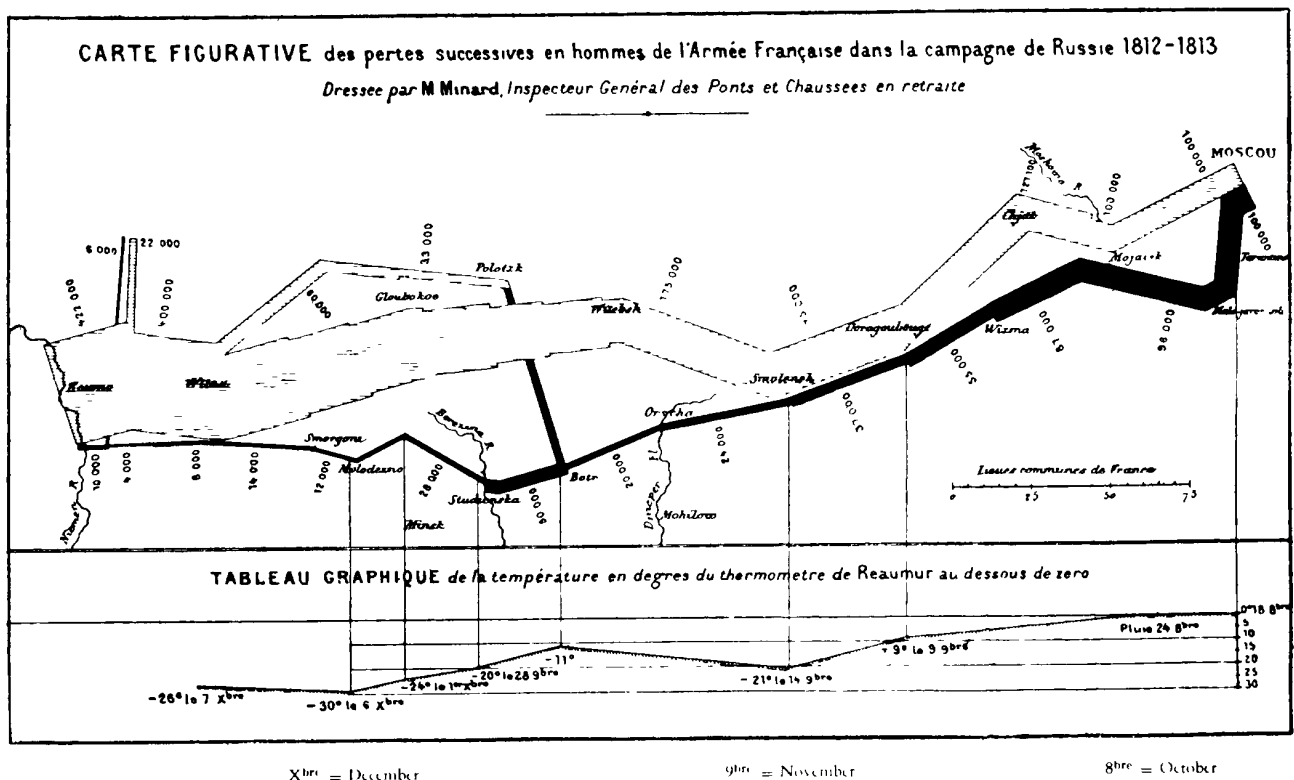 CARTE FIGURATIVE des pertes successives en hommes de l'Armée Française dans la campagne de Russie 1812-1813
Dressée par M Minard, Inspecteur Général des Ponts et Chaussees en retraite
MOSCOU
100 000
Moskowa R
127 100
100 000
Chjat
Mojaisk
100 000
6 000
22 000
422 000
400 000
60.000
33 000
Polotzk
Gloubokoe
Witebsk
175 000
Dorogoubouge
Wizma
Smolensk
55 000
87 000
96 000
37 000
24 000
Orscha
20 000
Botr
50 000
Studienska
28 000
Berezina R
Minsk
Molodezno
12 000
Smorgoni
14 000
8 000
4 000
10 000
Kowno
Wilna
Niemen R
Dnieper
Mohilow
Lieues communes de France
0 25 50 75
TABLEAU GRAPHIQUE de la température en degres du thermometre de Reaumur au dessous de zero
0° 18 8bre
5
10
15
20
25
30
Pluie 24 8bre
- 9° le 9 9bre
- 21° le 14 9bre
-11°
-20° le 28 9bre
-24° le 1er Xbre
-30° le 6 Xbre
-26° le 7 Xbre
Xbre = December
9bre = November
8bre = October